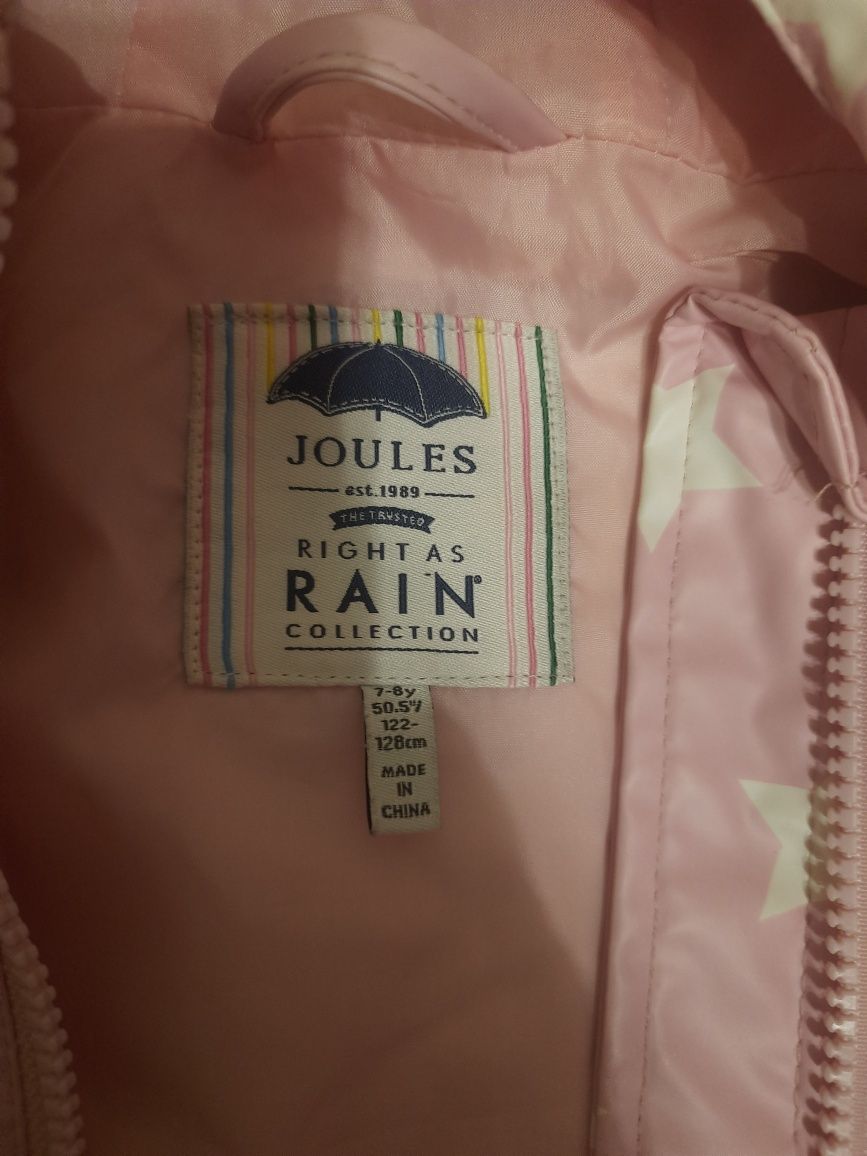 JOULES
est.1989
THE TRUSTED
RIGHT AS
RAIN®
COLLECTION
7-8y
50.5"/
122-
128cm
MADE
IN
CHINA